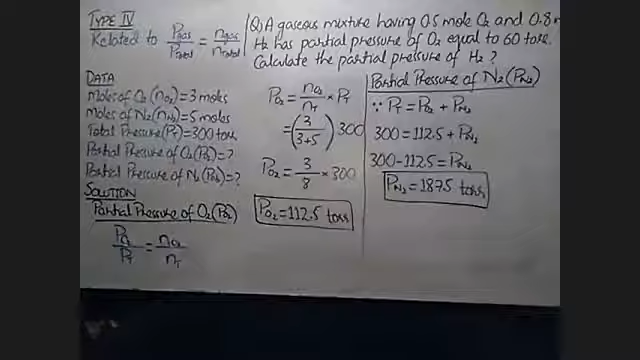 TYPE IV
Related to Pgas/Ptotal = ngas/ntotal
Q) A gaseous mixture having 0.5 mole O2 and 0.8
H2 has partial pressure of O2 equal to 60 torr.
Calculate the partial pressure of H2 ?
DATA
Moles of O2 (nO2) = 3 moles
Moles of N2 (nN2) = 5 moles
Total Pressure (PT) = 300 torr
Partial Pressure of O2 (PO2) = ?
Partial Pressure of N2 (PN2) = ?
SOLUTION
Partial Pressure of O2 (PO2)
PO2/PT = nO2/nT
PO2 = nO2/nT × PT
= (3/3+5) 300
PO2 = 3/8 × 300
PO2 = 112.5 torr
Partial Pressure of N2 (PN2)
∵ PT = PO2 + PN2
300 = 112.5 + PN2
300 - 112.5 = PN2
PN2 = 187.5 torr